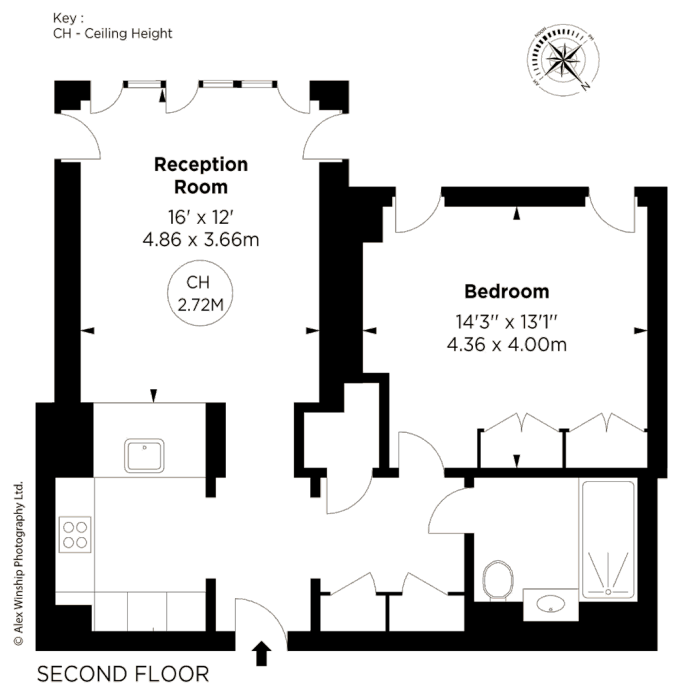 Key :
CH - Ceiling Height
N
Reception
Room
16' x 12'
4.86 x 3.66m
CH
2.72M
Bedroom
14'3" x 13'1"
4.36 x 4.00m
© Alex Winship Photography Ltd.
SECOND FLOOR